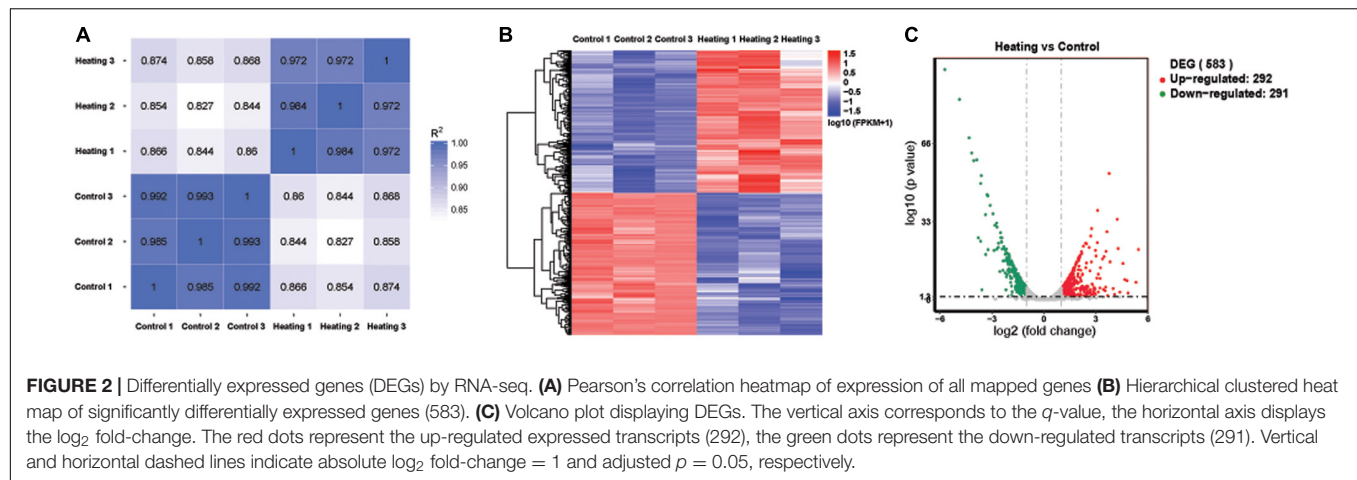 A
Heating 3 0.874 0.858 0.868 0.972 0.972 1
Heating 2 0.854 0.827 0.844 0.984 1 0.972
Heating 1 0.866 0.844 0.86 1 0.984 0.972
Control 3 0.992 0.993 1 0.86 0.844 0.868
Control 2 0.985 1 0.993 0.844 0.827 0.858
Control 1 1 0.985 0.992 0.866 0.854 0.874
Control 1 Control 2 Control 3 Heating 1 Heating 2 Heating 3
R²
1.00
0.95
0.90
0.85
B
Control 1 Control 2 Control 3 Heating 1 Heating 2 Heating 3
1.5
1
0.5
0
−0.5
−1
−1.5
log10 (FPKM+1)
C
Heating vs Control
DEG ( 583 )
Up-regulated: 292
Down-regulated: 291
log10 (p value)
66
33
−6 −3 0 3 6
log2 (fold change)
FIGURE 2 | Differentially expressed genes (DEGs) by RNA-seq. (A) Pearson's correlation heatmap of expression of all mapped genes (B) Hierarchical clustered heat
map of significantly differentially expressed genes (583). (C) Volcano plot displaying DEGs. The vertical axis corresponds to the q-value, the horizontal axis displays
the log₂ fold-change. The red dots represent the up-regulated expressed transcripts (292), the green dots represent the down-regulated transcripts (291). Vertical
and horizontal dashed lines indicate absolute log₂ fold-change = 1 and adjusted p = 0.05, respectively.